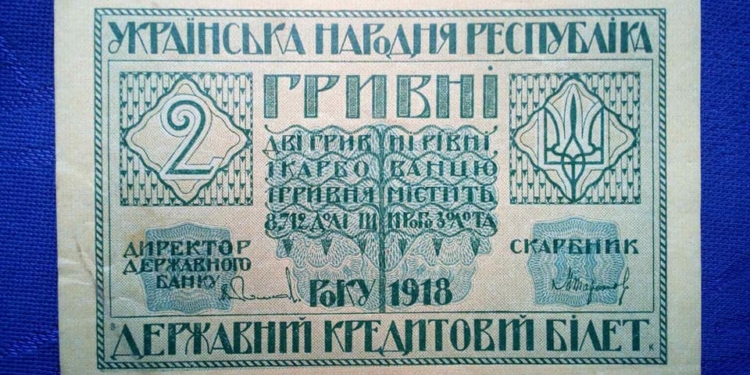 УКРАЇНСЬКА НАРОДНЯ РЕСПУБЛІКА
ГРИВНІ
2
ДВІ ГРИВНІ РІВНІ
1 КАРБОВАНЦЮ
1 ГРИВНЯ МІСТИТЬ
8,712 ДОЛІ ЩИРОГО ЗОЛОТА
ДИРЕКТОР
ДЕРЖАВНОГО
БАНКУ
СКАРБНИК
РОКУ 1918
ДЕРЖАВНИЙ КРЕДИТОВИЙ БІЛЕТ